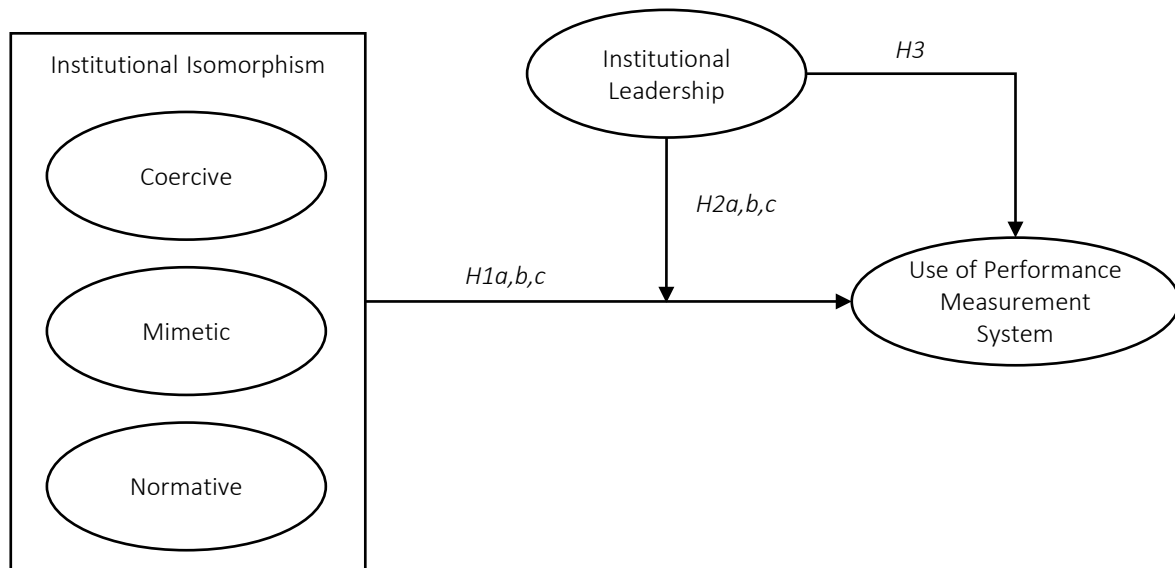 Institutional Isomorphism
Coercive
Mimetic
Normative
H1a,b,c
Institutional
Leadership
H2a,b,c
H3
Use of Performance
Measurement
System